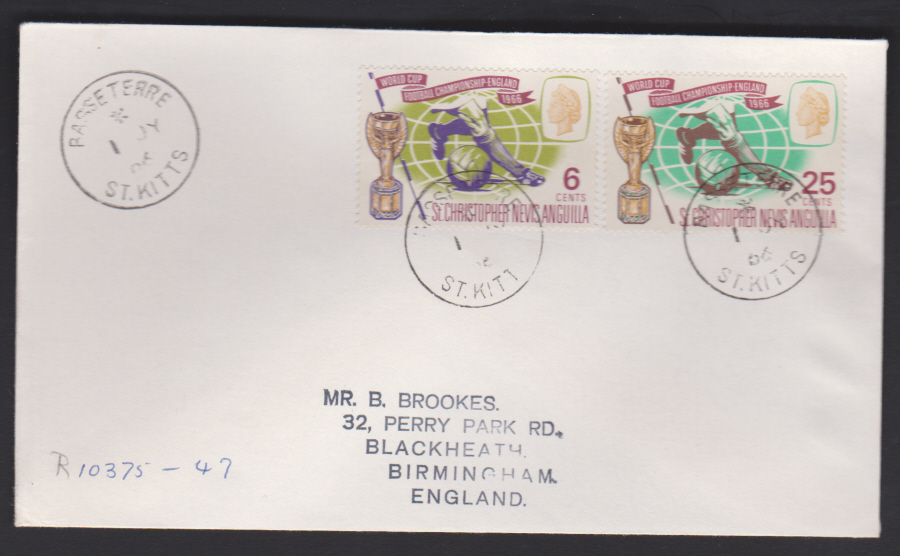 BASSETERRE
1 JY
ST. KITTS
WORLD CUP
FOOTBALL CHAMPIONSHIP-ENGLAND
1966
6
CENTS
ST. CHRISTOPHER NEVIS ANGUILLA
ST. KITT
WORLD CUP
FOOTBALL CHAMPIONSHIP-ENGLAND
1966
25
CENTS
ST. CHRISTOPHER NEVIS ANGUILLA
1
66
ST. KITTS
MR. B. BROOKES.
32, PERRY PARK RD.
BLACKHEATH.
BIRMINGHAM.
ENGLAND.
R 10375 - 47